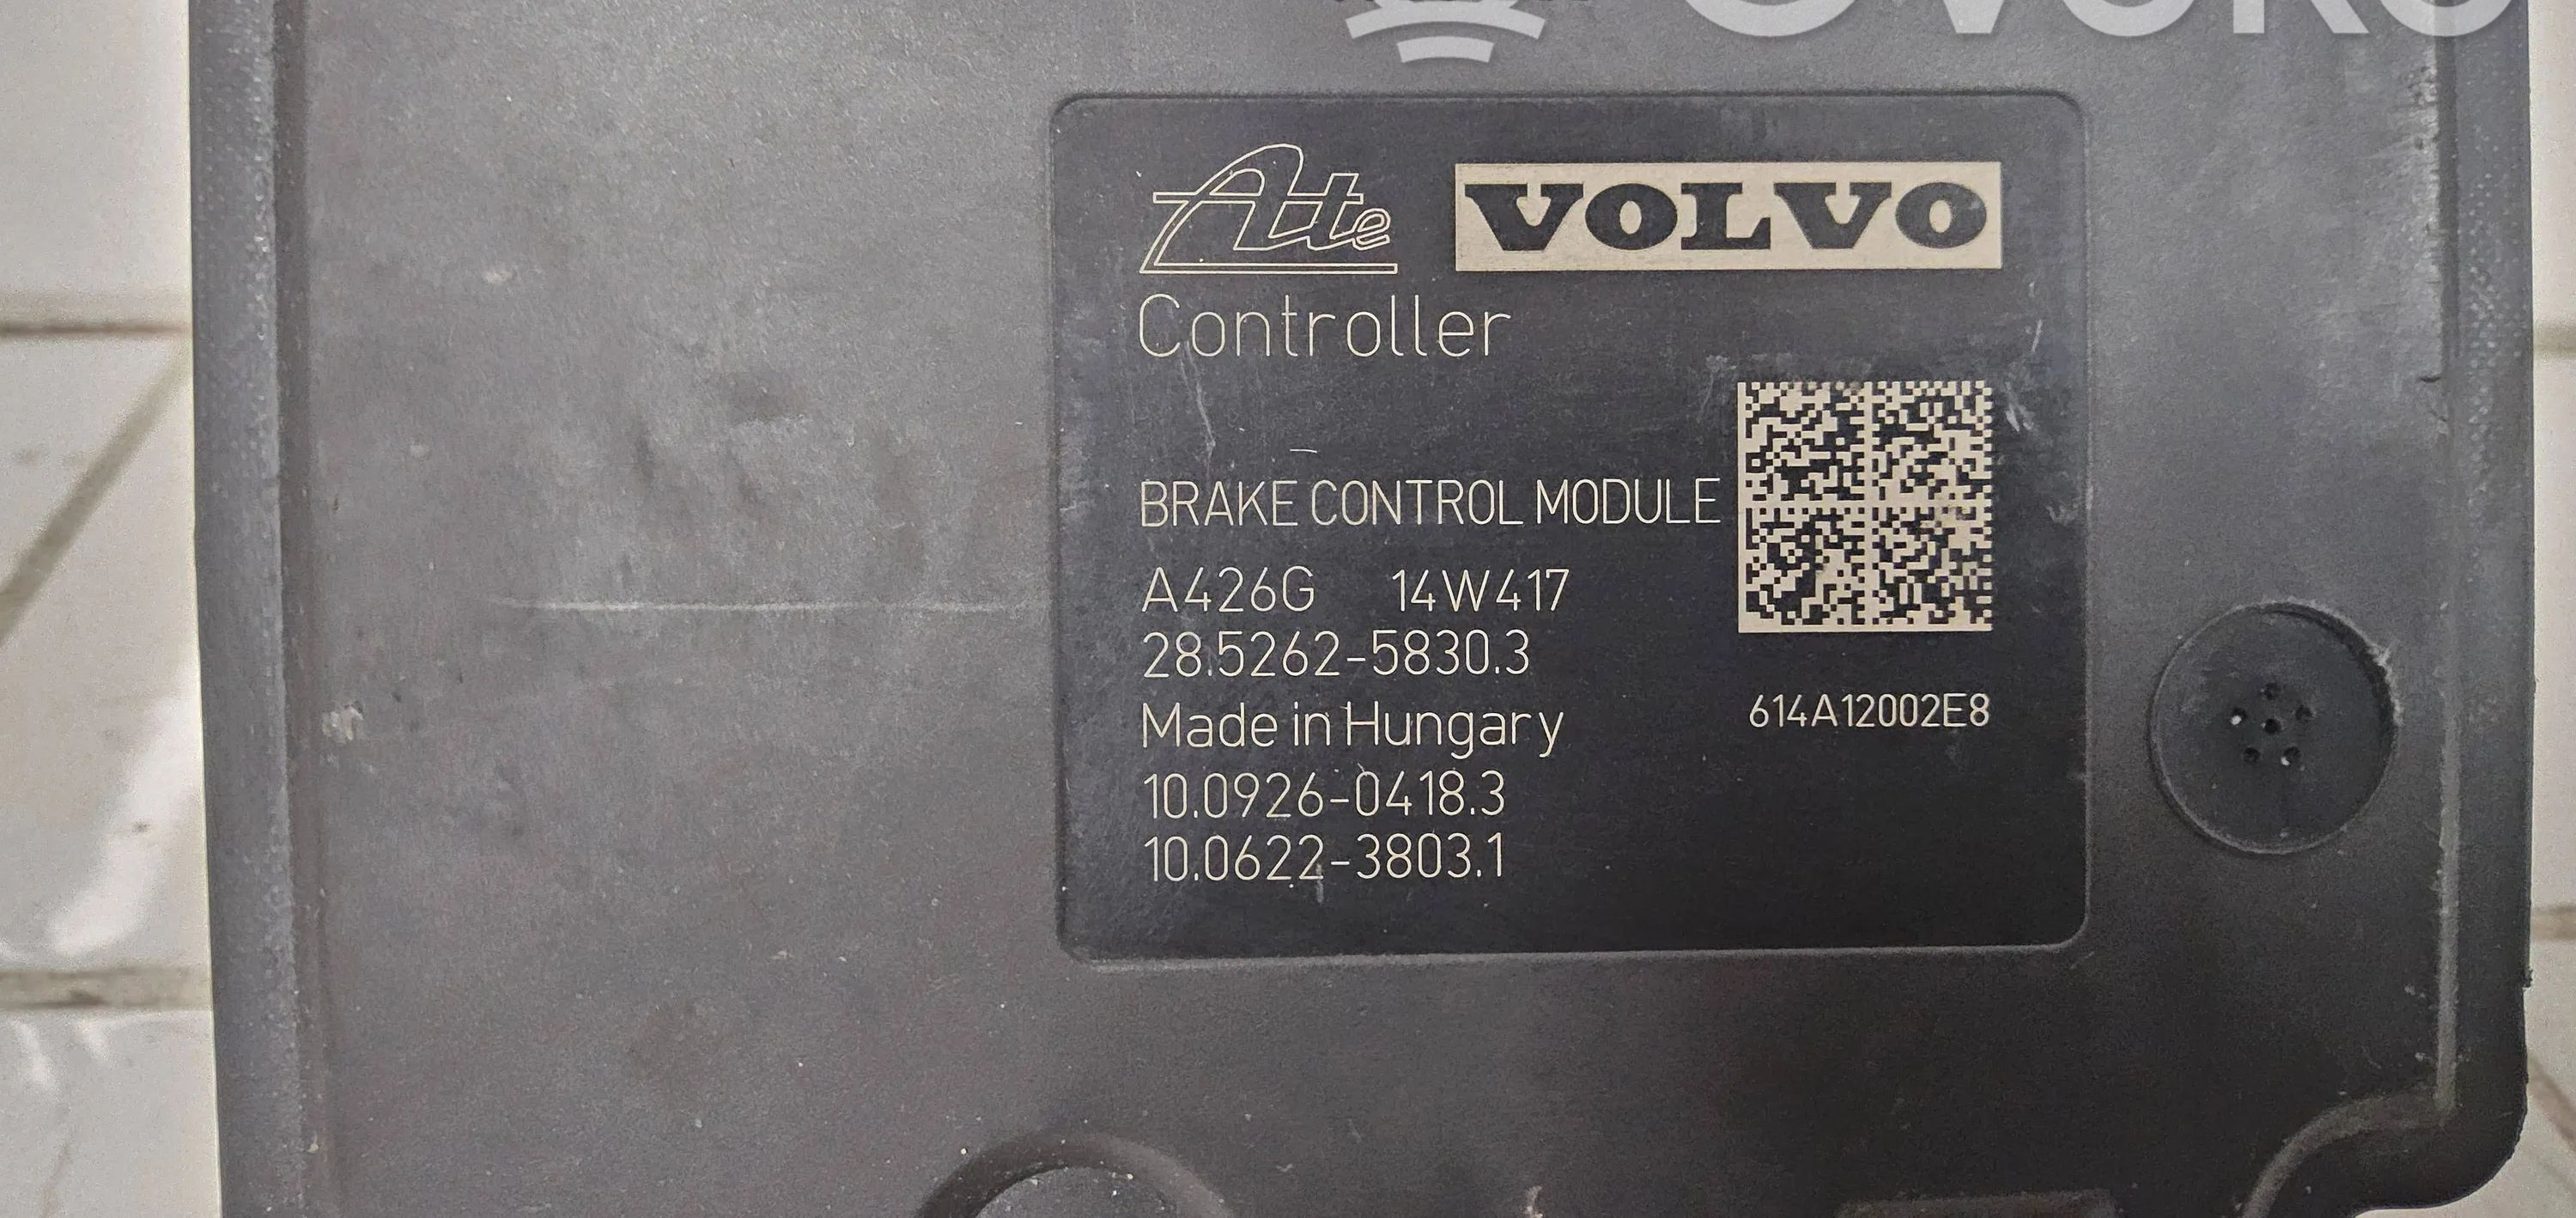 Ate VOLVO
Controller
BRAKE CONTROL MODULE
A426G 14W417
28.5262-5830.3
Made in Hungary
614A12002E8
10.0926-0418.3
10.0622-3803.1